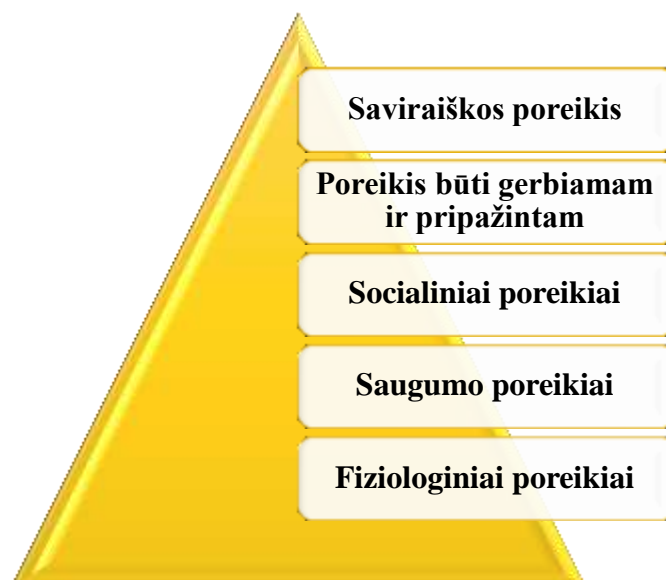 Saviraiškos poreikis
Poreikis būti gerbiamam
ir pripažintam
Socialiniai poreikiai
Saugumo poreikiai
Fiziologiniai poreikiai